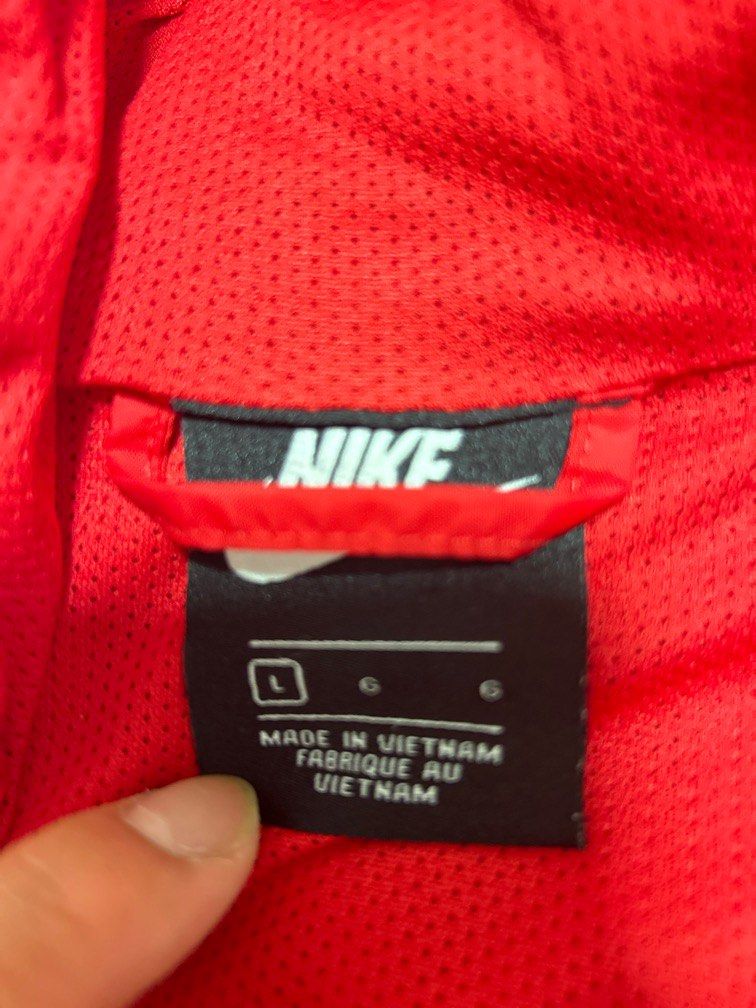 NIKE
L G G
MADE IN VIETNAM
FABRIQUE AU
VIETNAM